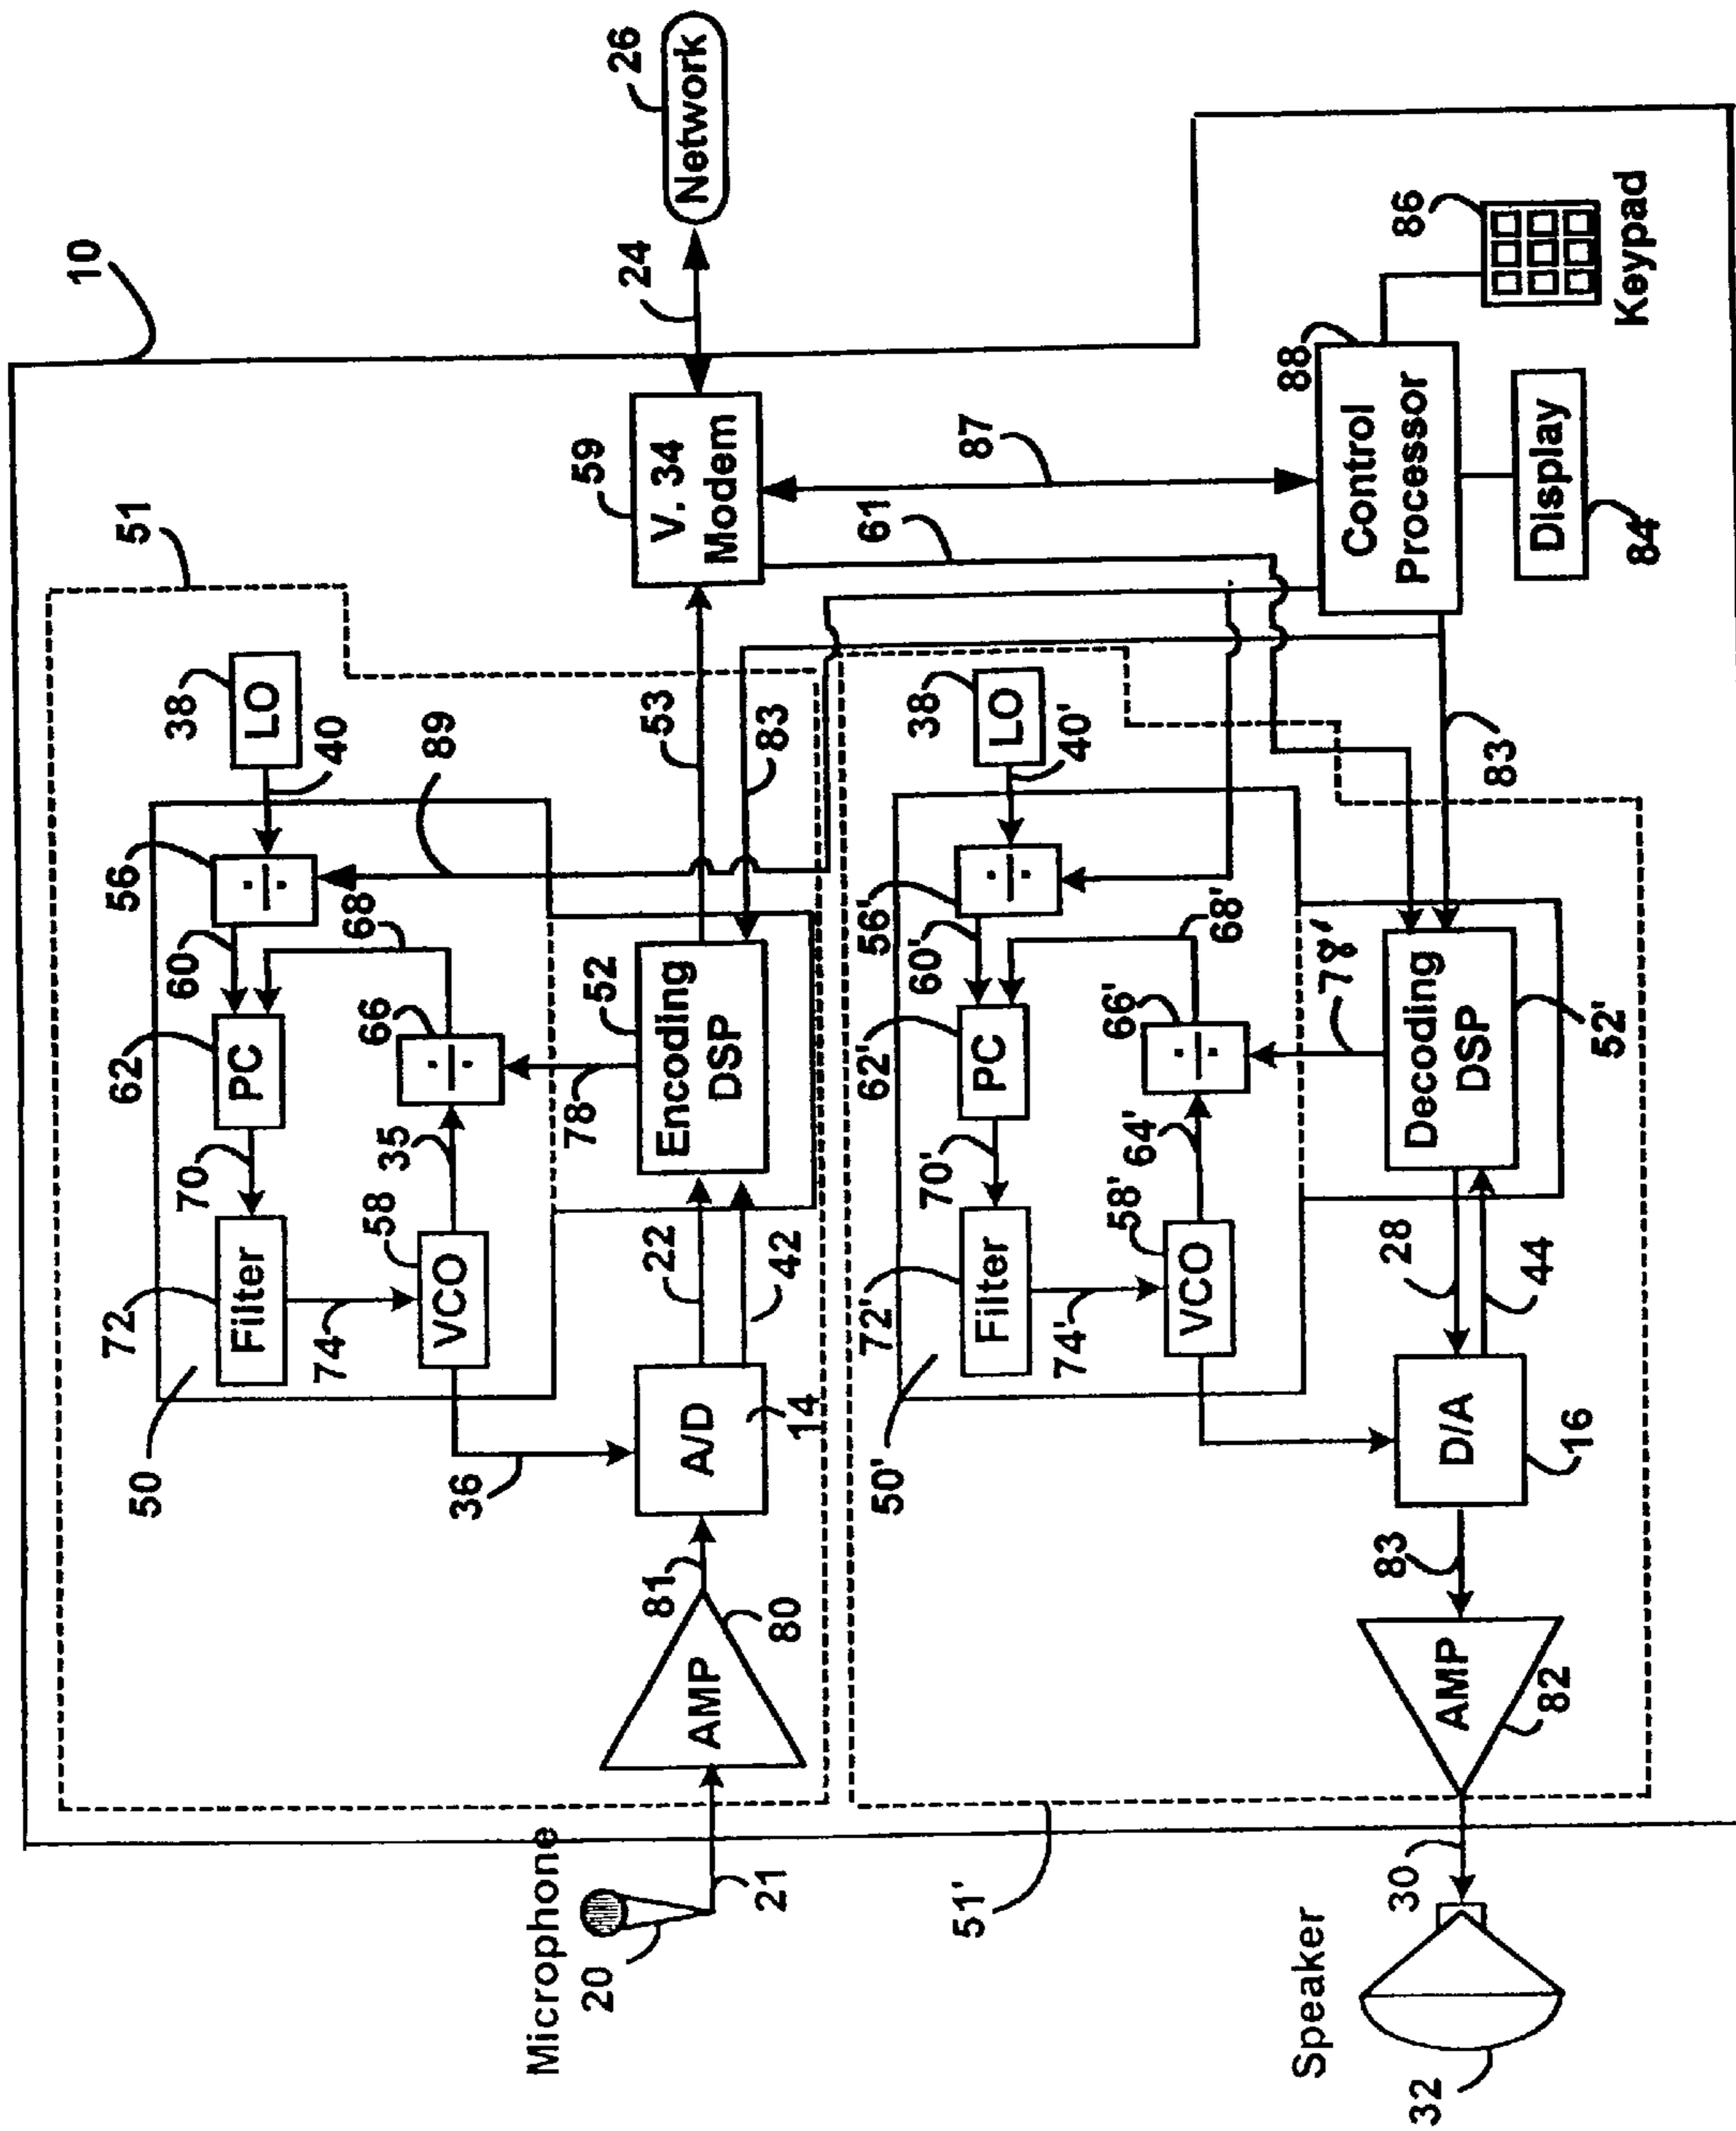 10
51
26
Network
24
59
V. 34
Modem
38
LO
40
56
÷
89
60
68
62
PC
66
÷
52
Encoding
DSP
53
83
70
35
78
72
Filter
74
58
VCO
22
42
50
36
A/D
14
81
80
AMP
Microphone
20
21
87
61
88
Control
Processor
86
Keypad
Display
84
38
LO
40'
56'
÷
60'
68'
62'
PC
66'
÷
78'
83
Decoding
DSP
52'
70'
64'
72'
Filter
74'
58'
VCO
28
44
50'
D/A
16
83
AMP
82
51'
30
Speaker
32